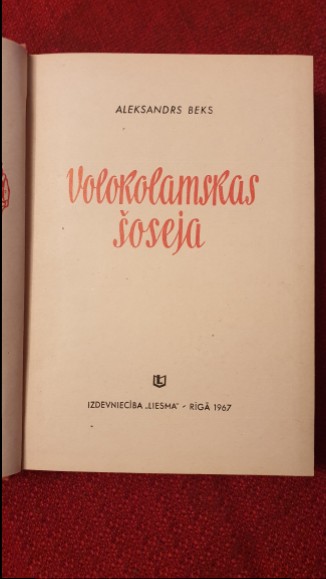 ALEKSANDRS BEKS
Volokolamskas
šoseja
IZDEVNIECĪBA „LIESMA" - RĪGĀ 1967